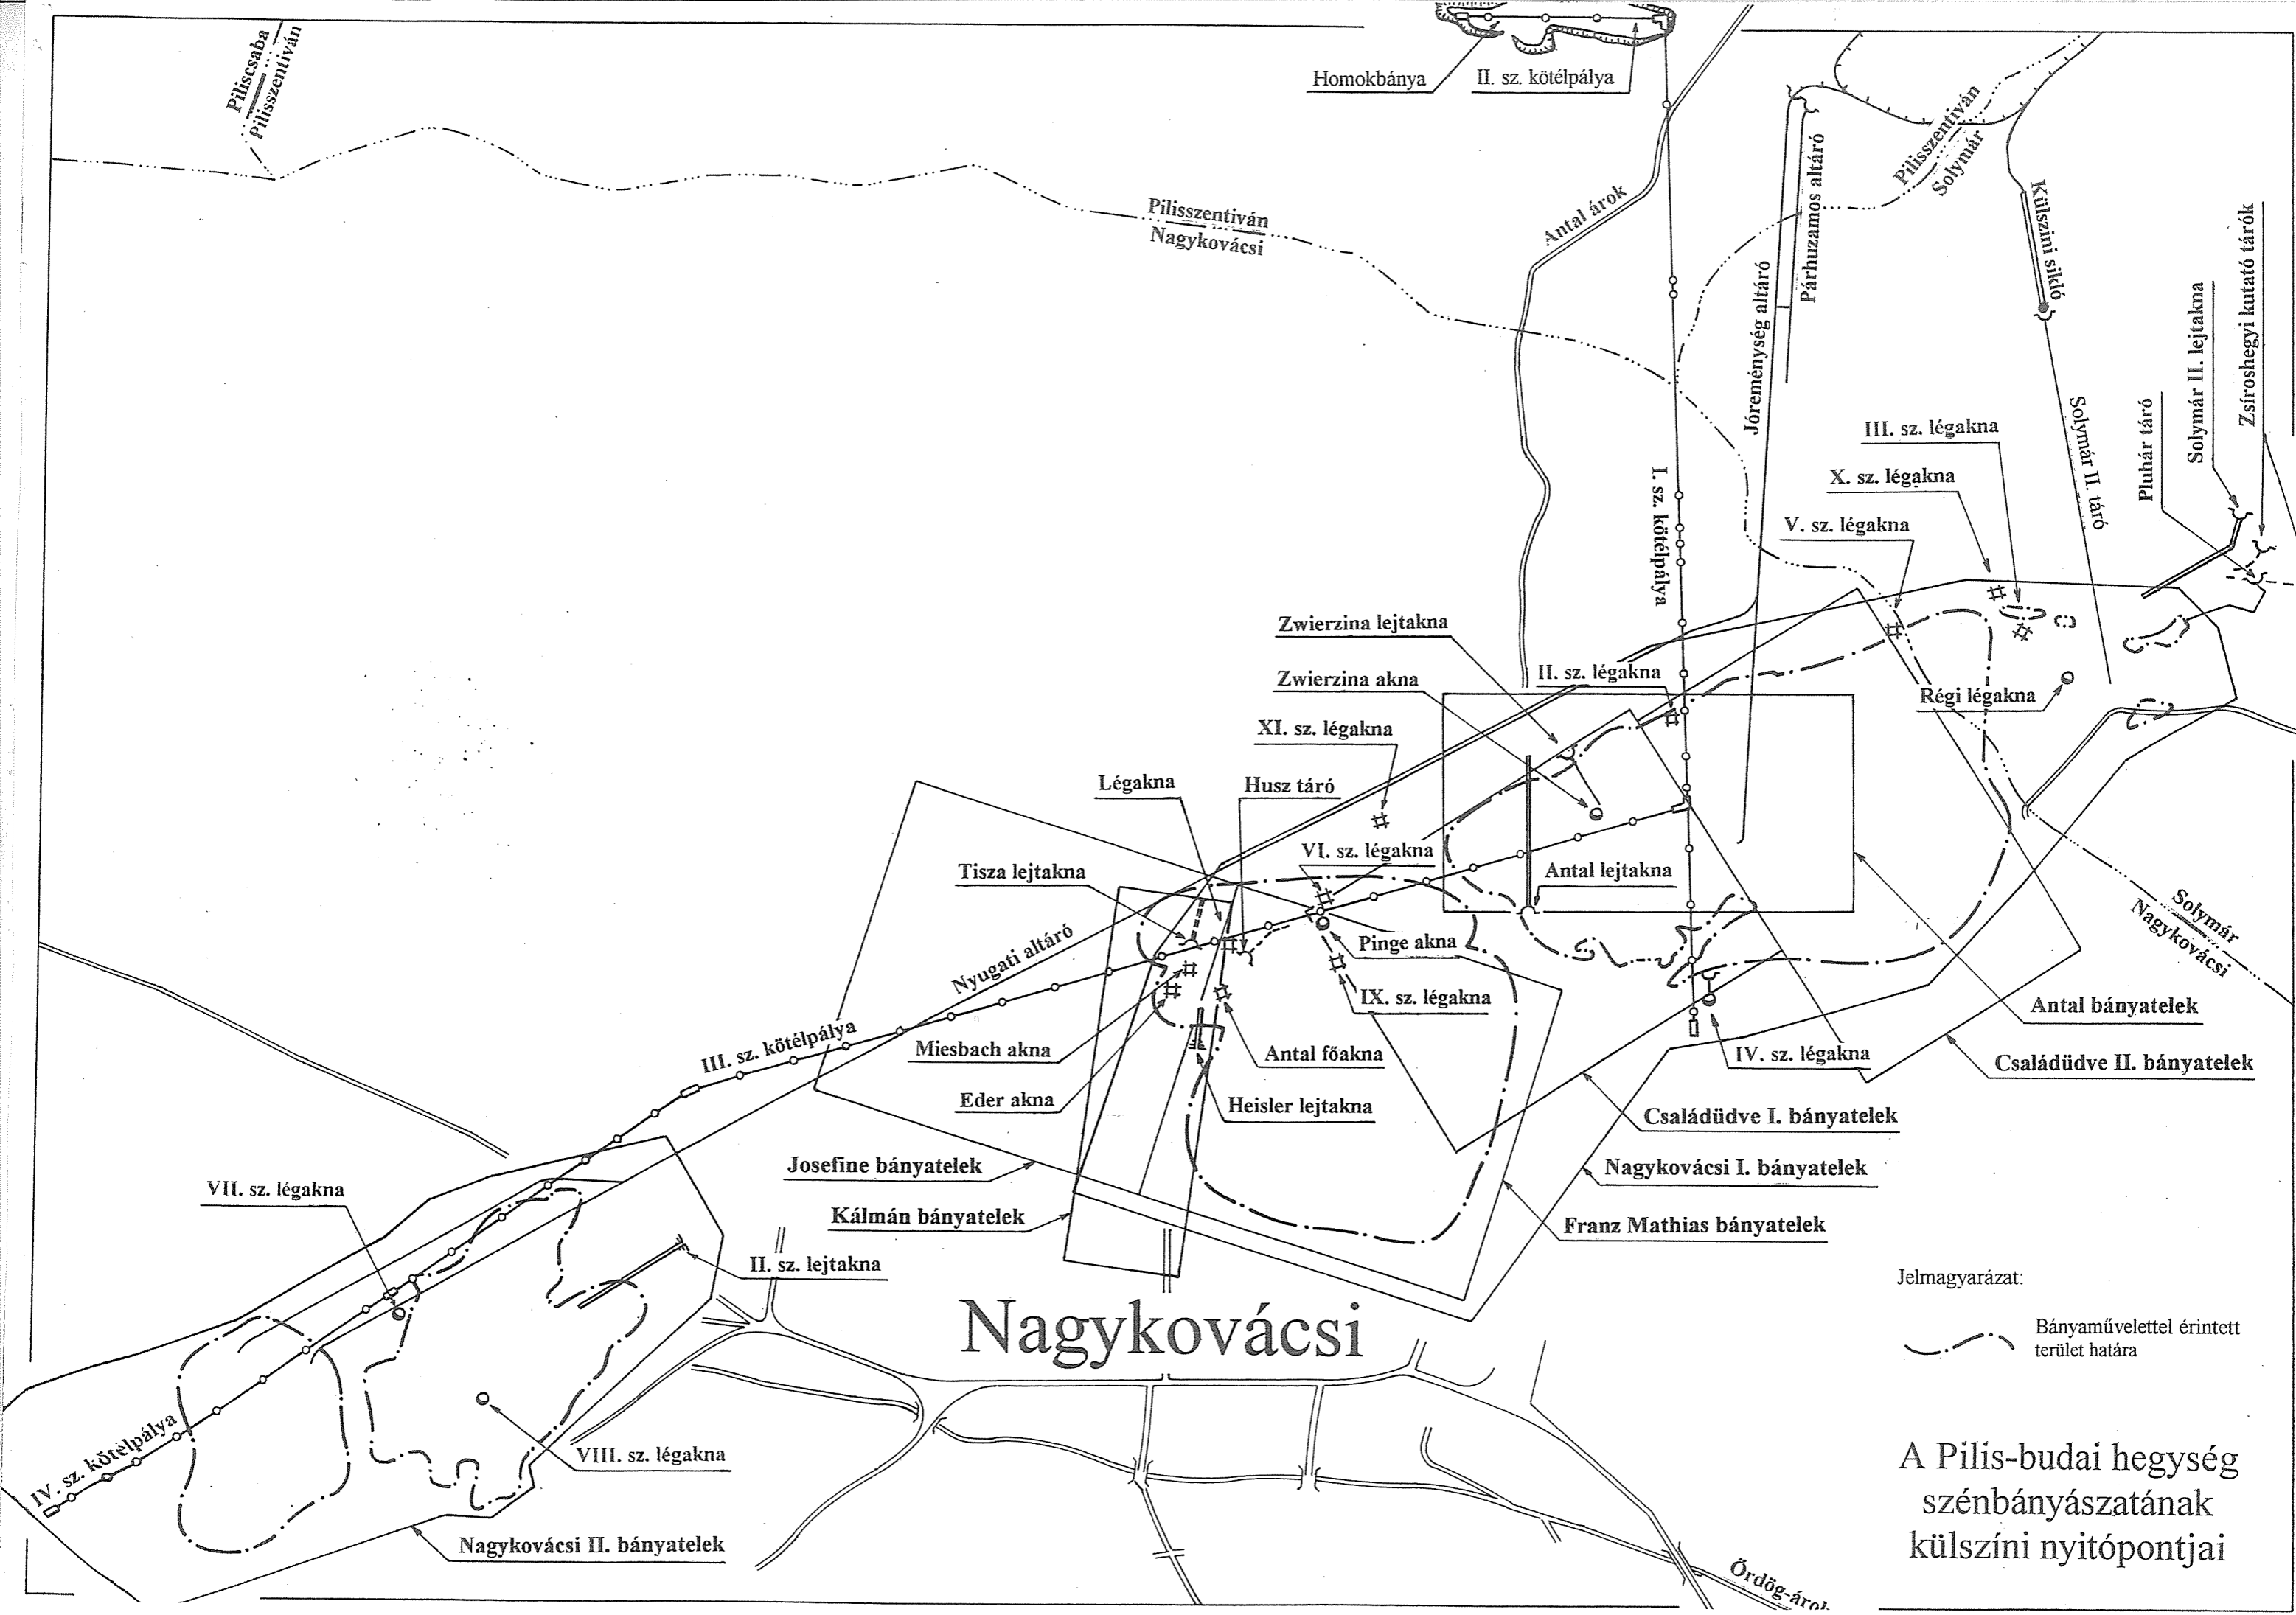 Piliscsaba
Pilisszentiván
Homokbánya
II. sz. kötélpálya
Pilisszentiván
Solymár
Pilisszentiván
Nagykovácsi
Antal árok
Párhuzamos altáró
Jóreménység altáró
Külszini sikló
Solymár II. táró
Pluhár táró
Solymár II. lejtakna
Zsíroshegyi kutató tárók
I. sz. kötélpálya
III. sz. légakna
X. sz. légakna
V. sz. légakna
Zwierzina lejtakna
II. sz. légakna
Zwierzina akna
Régi légakna
XI. sz. légakna
Légakna
Husz táró
VI. sz. légakna
Tisza lejtakna
Antal lejtakna
Nyugati altáró
Pinge akna
Solymár
Nagykovácsi
IX. sz. légakna
Antal bányatelek
III. sz. kötélpálya
Miesbach akna
Antal főakna
IV. sz. légakna
Családüdve II. bányatelek
Eder akna
Heisler lejtakna
Családüdve I. bányatelek
Josefine bányatelek
Nagykovácsi I. bányatelek
VII. sz. légakna
Kálmán bányatelek
Franz Mathias bányatelek
II. sz. lejtakna
Nagykovácsi
Jelmagyarázat:
Bányaművelettel érintett
terület határa
IV. sz. kötélpálya
VIII. sz. légakna
Nagykovácsi II. bányatelek
A Pilis-budai hegység
szénbányászatának
külszíni nyitópontjai
Ördög-árok